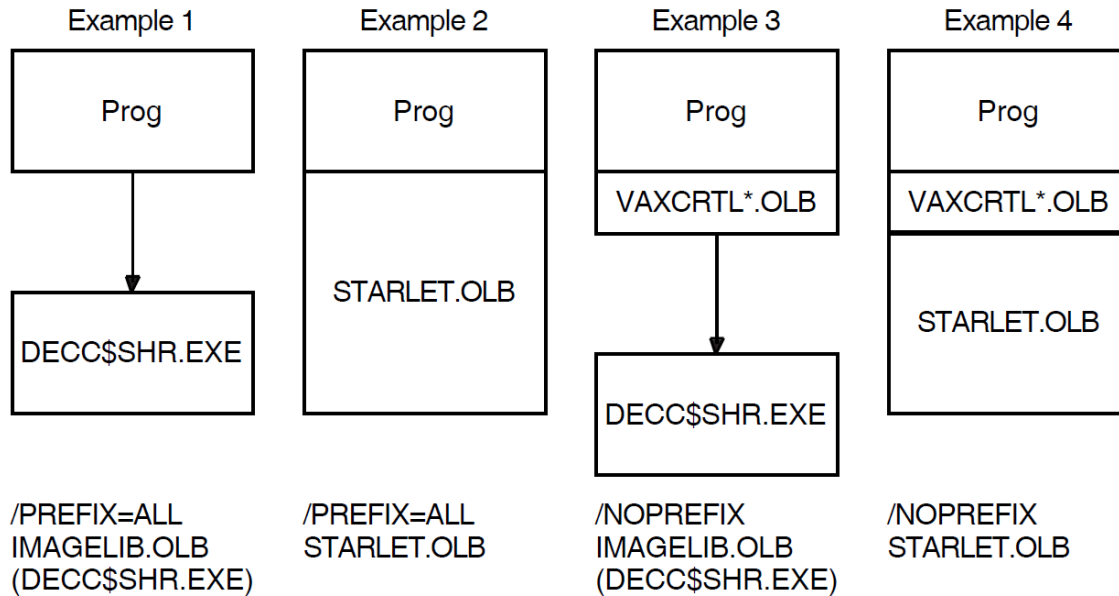 Example 1
Prog
DECC$SHR.EXE
/PREFIX=ALL
IMAGELIB.OLB
(DECC$SHR.EXE)
Example 2
Prog
STARLET.OLB
/PREFIX=ALL
STARLET.OLB
Example 3
Prog
VAXCRTL*.OLB
DECC$SHR.EXE
/NOPREFIX
IMAGELIB.OLB
(DECC$SHR.EXE)
Example 4
Prog
VAXCRTL*.OLB
STARLET.OLB
/NOPREFIX
STARLET.OLB